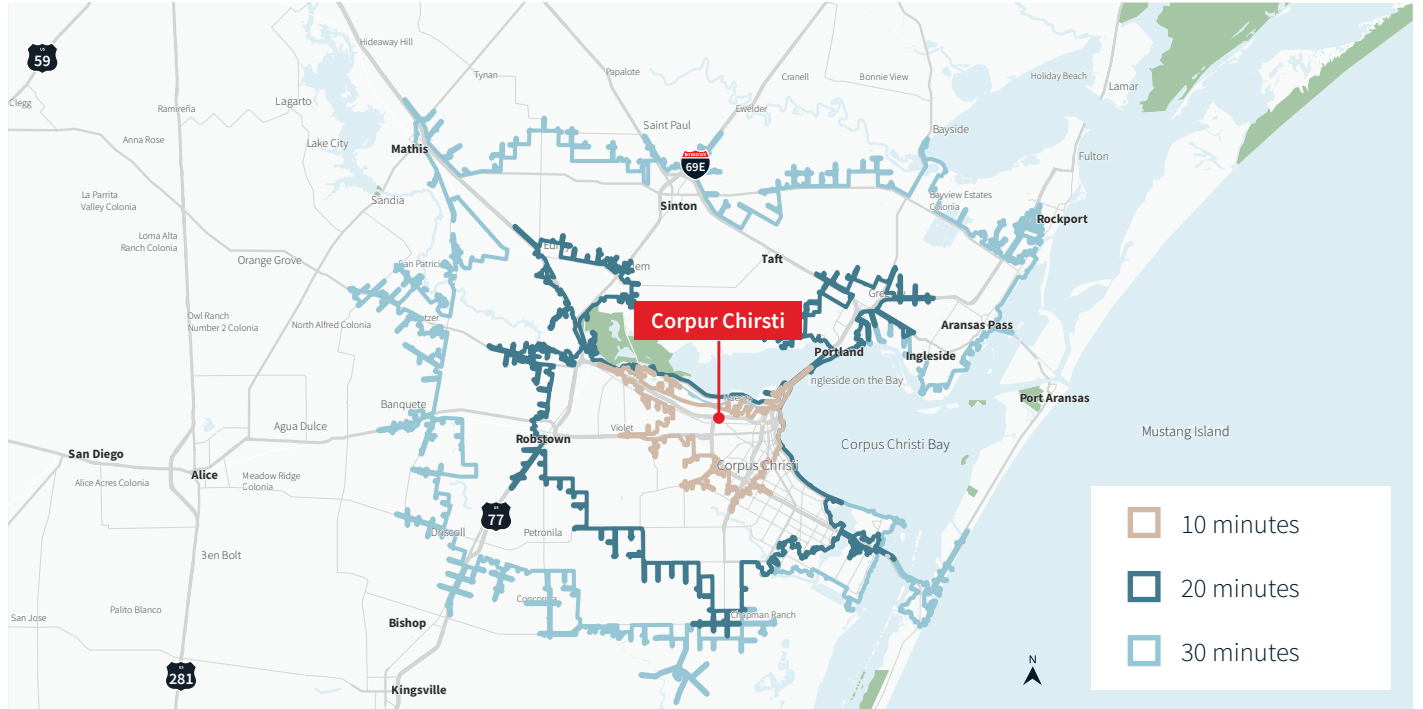 Hideaway Hill
US
59
Tynan
Papalote
Cranell
Bonnie View
Holiday Beach
Lamar
Clegg
Ramireña
Lagarto
Ewelder
Saint Paul
Bayside
Anna Rose
Lake City
Mathis
INTERSTATE
69E
Fulton
La Parrita
Valley Colonia
Sandia
Sinton
Bayview Estates
Colonia
Rockport
Loma Alta
Ranch Colonia
Taft
Orange Grove
Owl Ranch
Number 2 Colonia
North Alfred Colonia
Corpur Chirsti
Aransas Pass
Portland
Ingleside
ngleside on the Bay
Port Aransas
Banquete
Agua Dulce
Violet
Robstown
Mustang Island
Corpus Christi Bay
San Diego
Alice
Corpus Christi
Alice Acres Colonia
Meadow Ridge
Colonia
US
77
Driscoll
Petronila
10 minutes
Ben Bolt
20 minutes
Concordia
Palito Blanco
San Jose
Chapman Ranch
Bishop
30 minutes
N
US
281
Kingsville